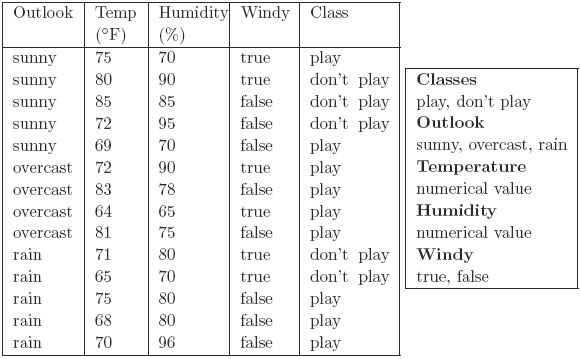 Outlook Temp Humidity Windy Class
(°F) (%)
sunny 75 70 true play
sunny 80 90 true don't play
sunny 85 85 false don't play
sunny 72 95 false don't play
sunny 69 70 false play
overcast 72 90 true play
overcast 83 78 false play
overcast 64 65 true play
overcast 81 75 false play
rain 71 80 true don't play
rain 65 70 true don't play
rain 75 80 false play
rain 68 80 false play
rain 70 96 false play
Classes
play, don't play
Outlook
sunny, overcast, rain
Temperature
numerical value
Humidity
numerical value
Windy
true, false